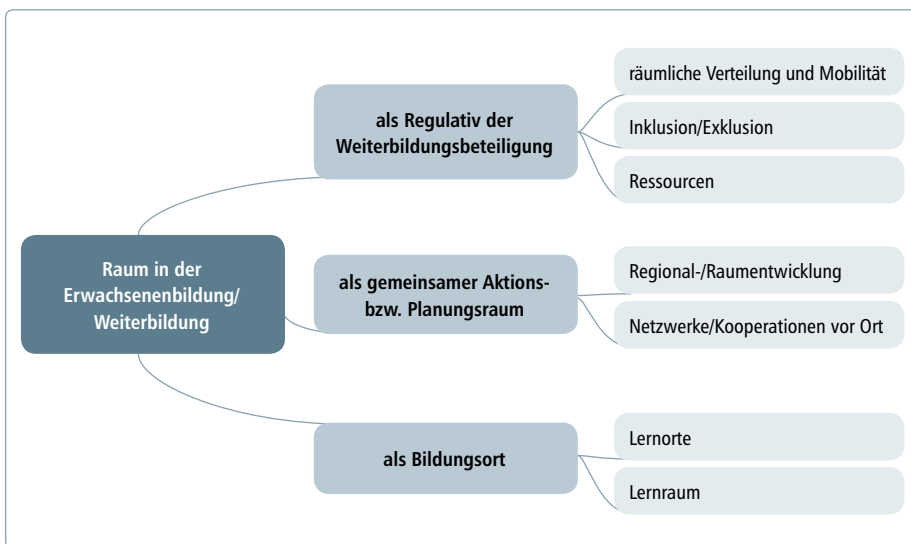 Raum in der
Erwachsenenbildung/
Weiterbildung
als Regulativ der
Weiterbildungsbeteiligung
räumliche Verteilung und Mobilität
Inklusion/Exklusion
Ressourcen
als gemeinsamer Aktions-
bzw. Planungsraum
Regional-/Raumentwicklung
Netzwerke/Kooperationen vor Ort
als Bildungsort
Lernorte
Lernraum